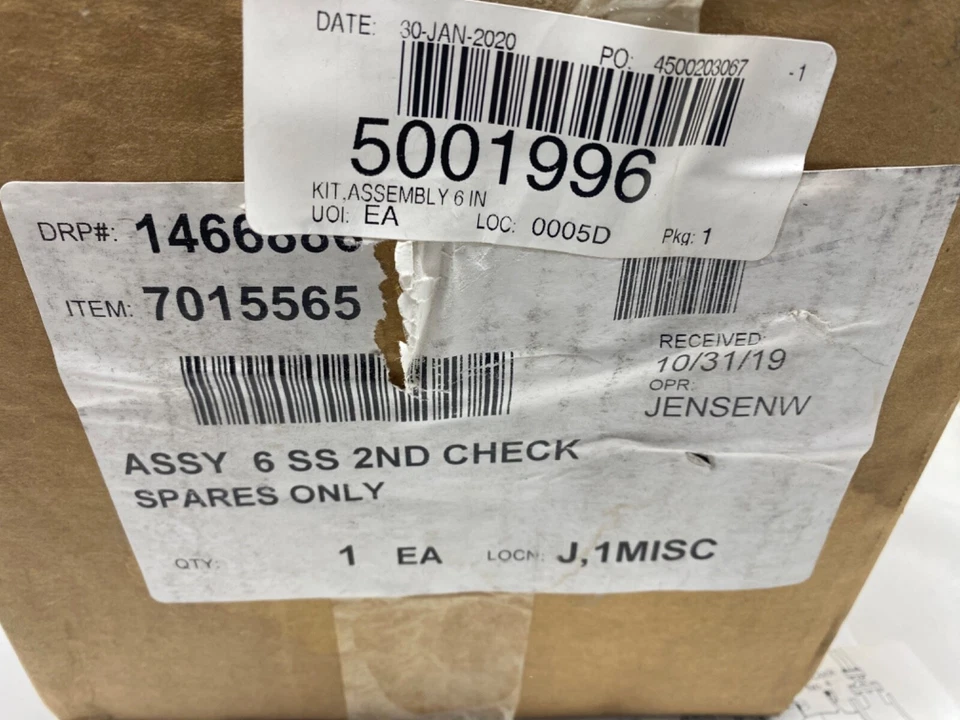 DATE: 30-JAN-2020 PO: 4500203067 -1
5001996
KIT,ASSEMBLY 6 IN
UOI: EA LOC: 0005D Pkg: 1
DRP#:
ITEM: 7015565
RECEIVED:
10/31/19
OPR:
JENSENW
ASSY 6 SS 2ND CHECK
SPARES ONLY
QTY: 1 EA LOCN: J,1MISC